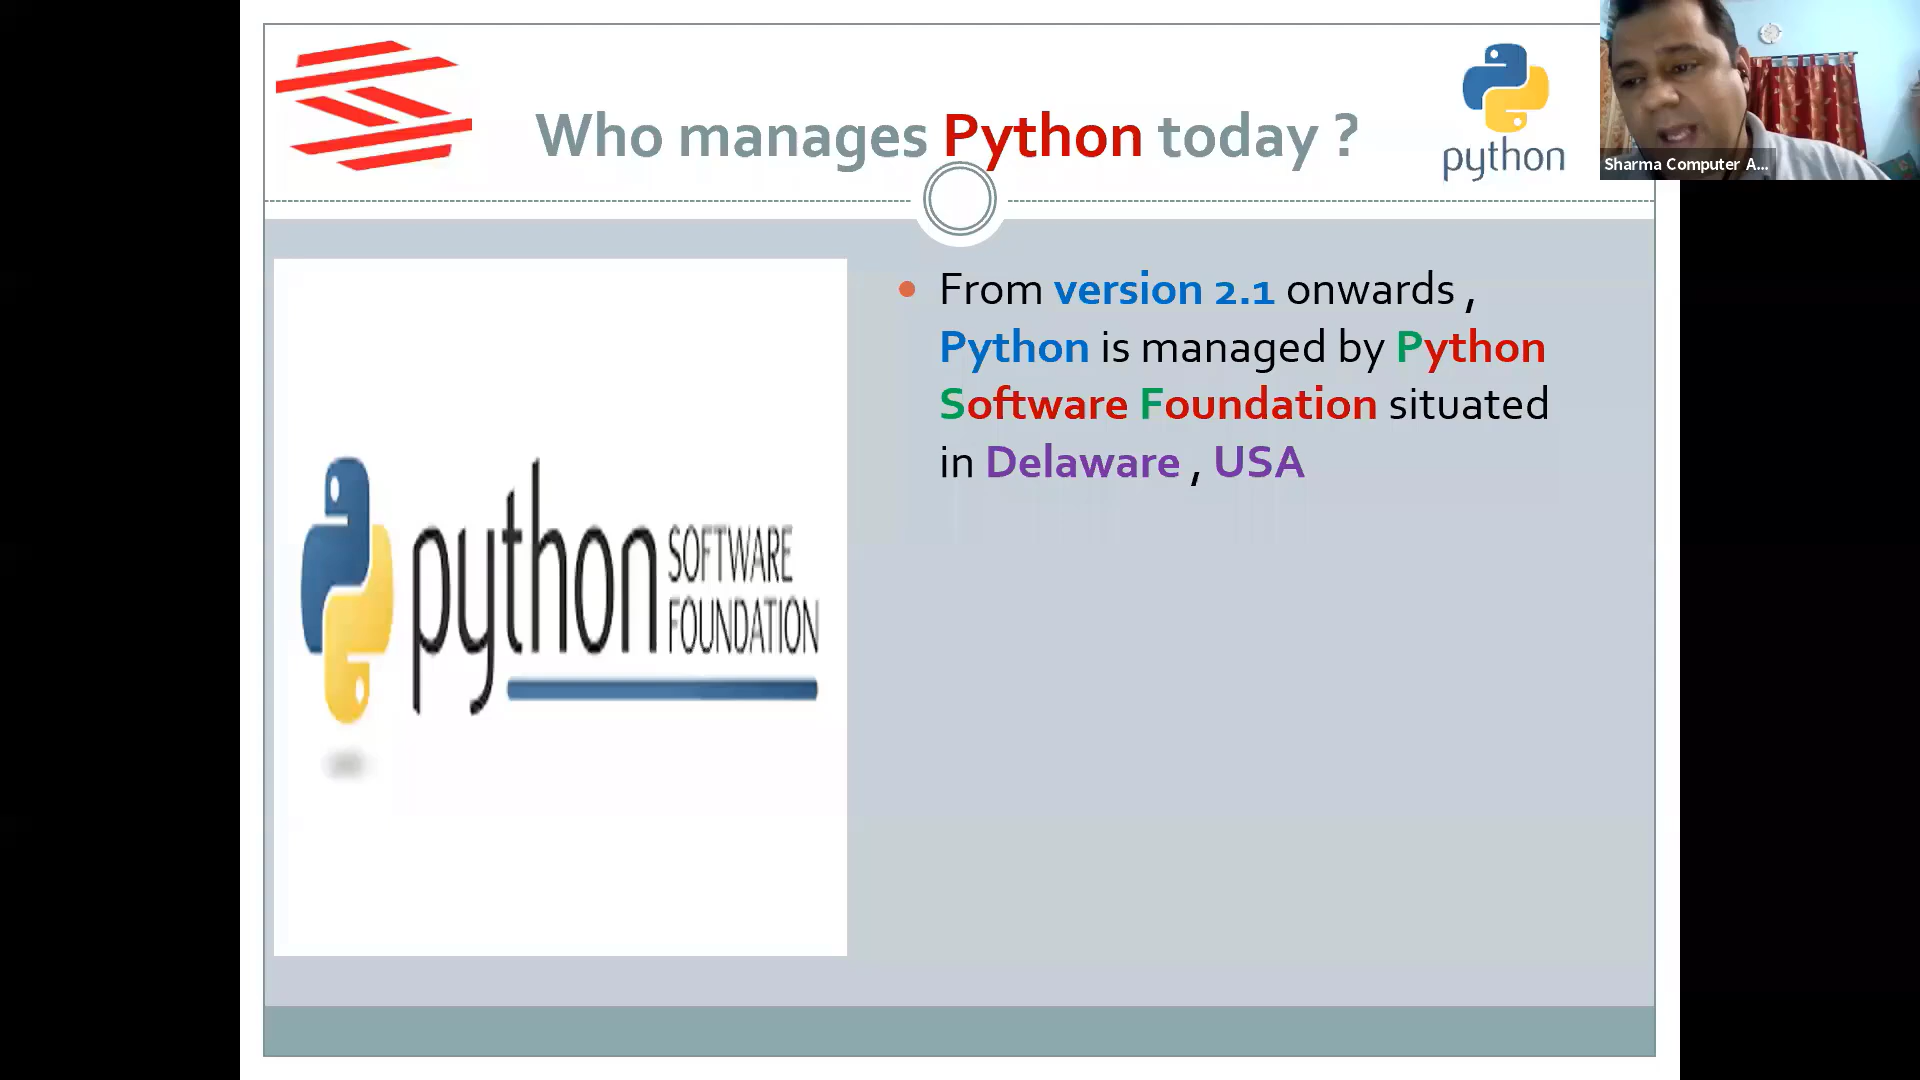 Who manages Python today ?
python
Sharma Computer A...
From version 2.1 onwards ,
Python is managed by Python
Software Foundation situated
in Delaware , USA
python SOFTWARE
FOUNDATION